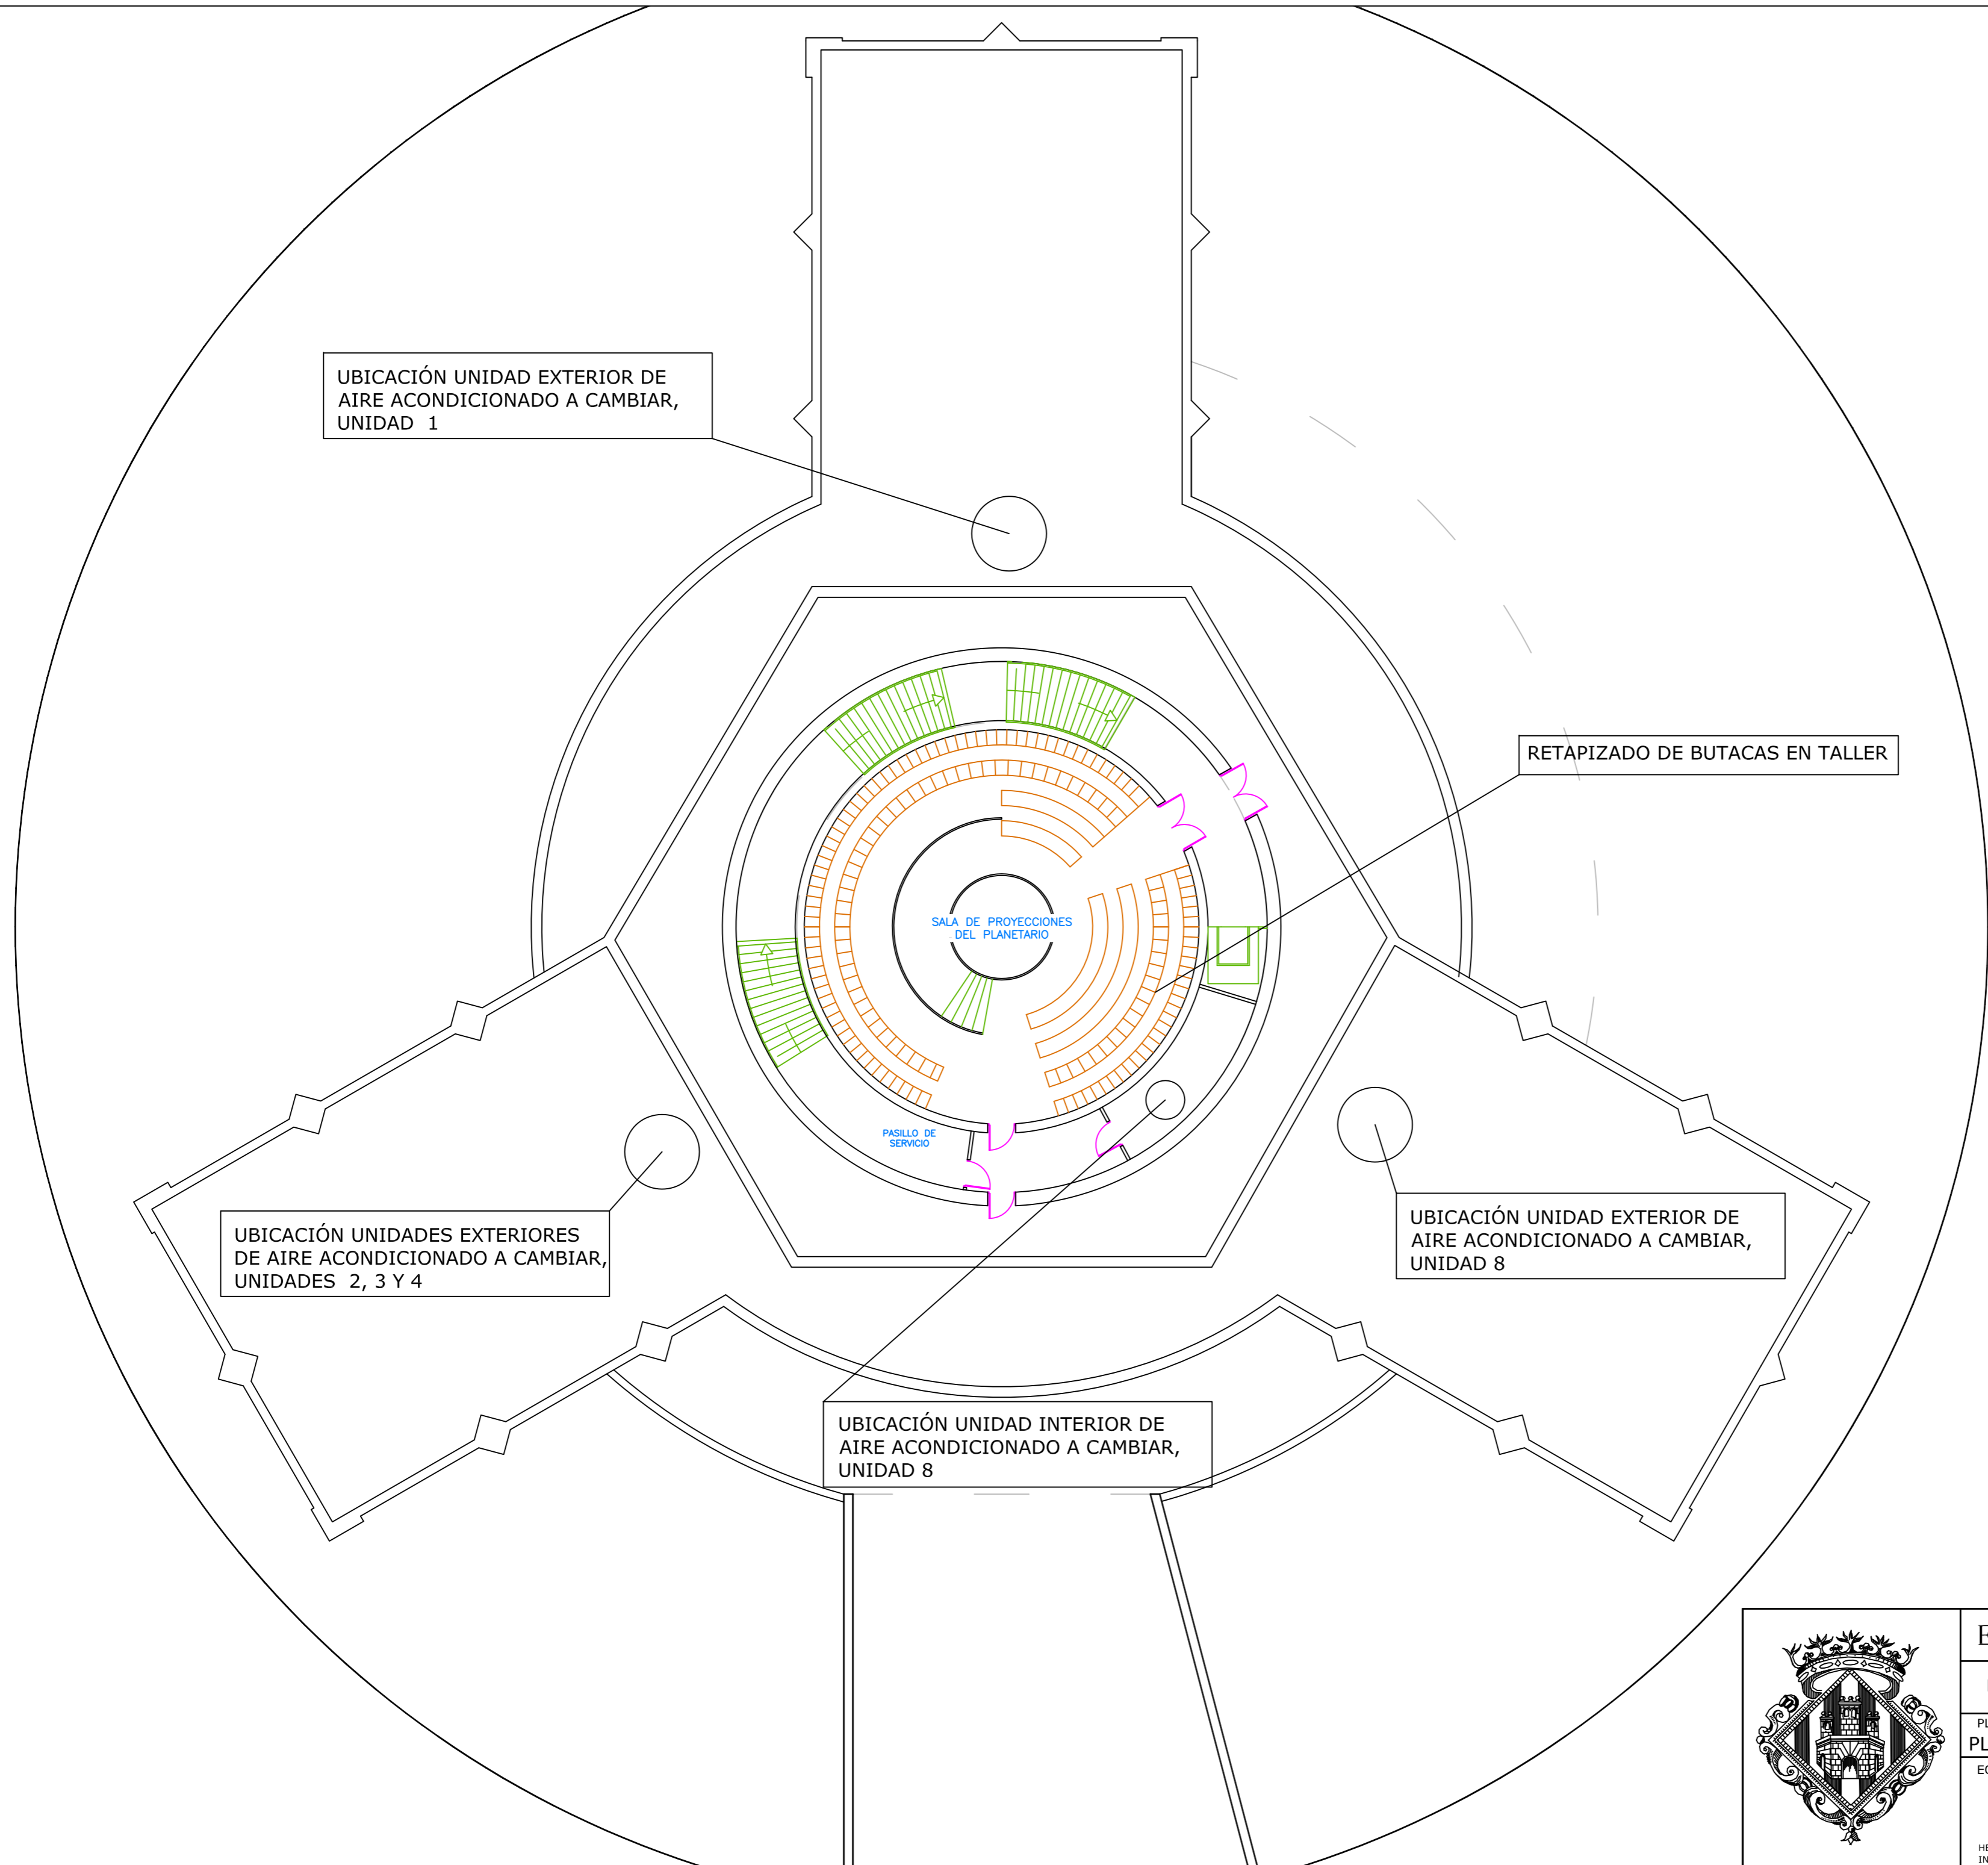 UBICACIÓN UNIDAD EXTERIOR DE
AIRE ACONDICIONADO A CAMBIAR,
UNIDAD 1
RETAPIZADO DE BUTACAS EN TALLER
SALA DE PROYECCIONES
DEL PLANETARIO
PASILLO DE
SERVICIO
UBICACIÓN UNIDADES EXTERIORES
DE AIRE ACONDICIONADO A CAMBIAR,
UNIDADES 2, 3 Y 4
UBICACIÓN UNIDAD EXTERIOR DE
AIRE ACONDICIONADO A CAMBIAR,
UNIDAD 8
UBICACIÓN UNIDAD INTERIOR DE
AIRE ACONDICIONADO A CAMBIAR,
UNIDAD 8